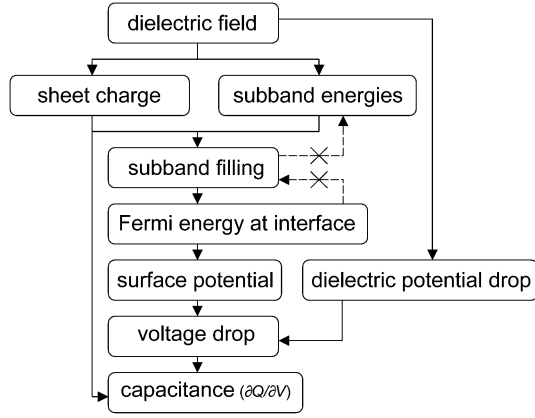 dielectric field
sheet charge
subband energies
subband filling
Fermi energy at interface
surface potential
dielectric potential drop
voltage drop
capacitance (∂Q/∂V)